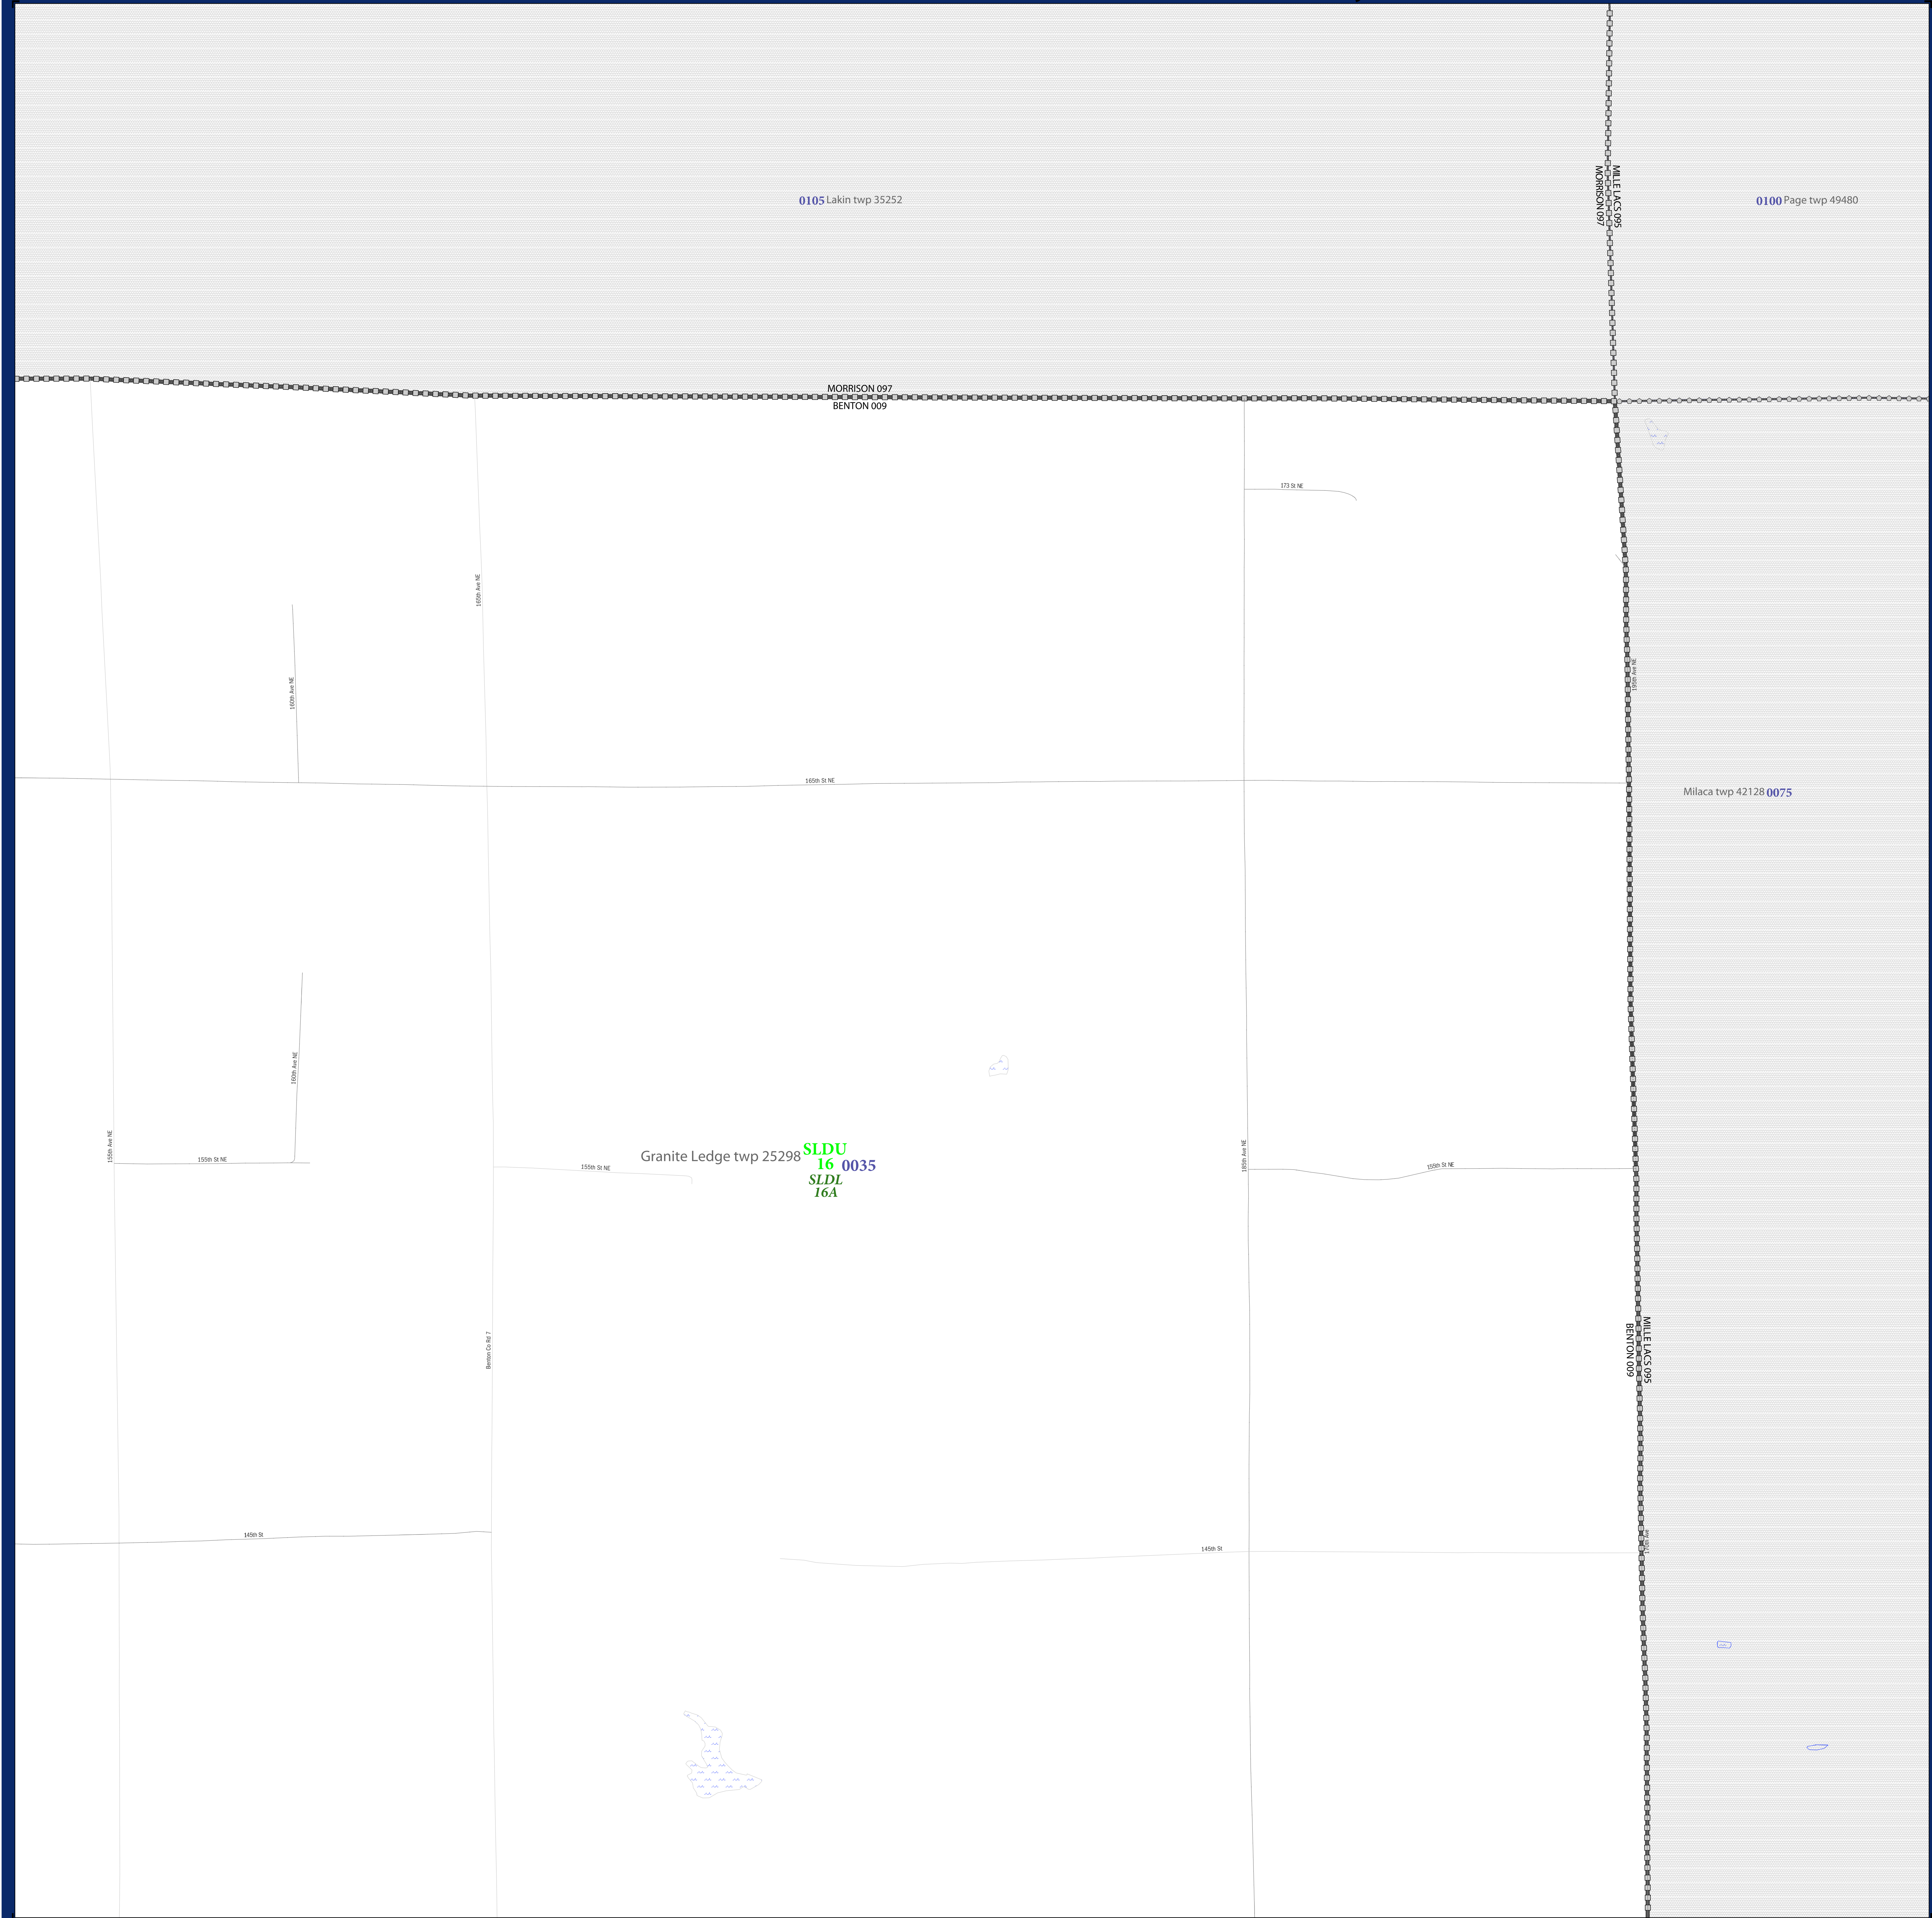 MILLE LACS 095
MORRISON 097
0105 Lakin twp 35252
0100 Page twp 49480
MORRISON 097
BENTON 009
173 St NE
165th Ave NE
195th Ave NE
160th Ave NE
165th St NE
Milaca twp 42128 0075
160th Ave NE
155th Ave NE
155th St NE
155th St NE
Granite Ledge twp 25298
SLDU
16
0035
SLDL
16A
185th Ave NE
155th St NE
Benton Co Rd 7
MILLE LACS 095
BENTON 009
145th St
145th St